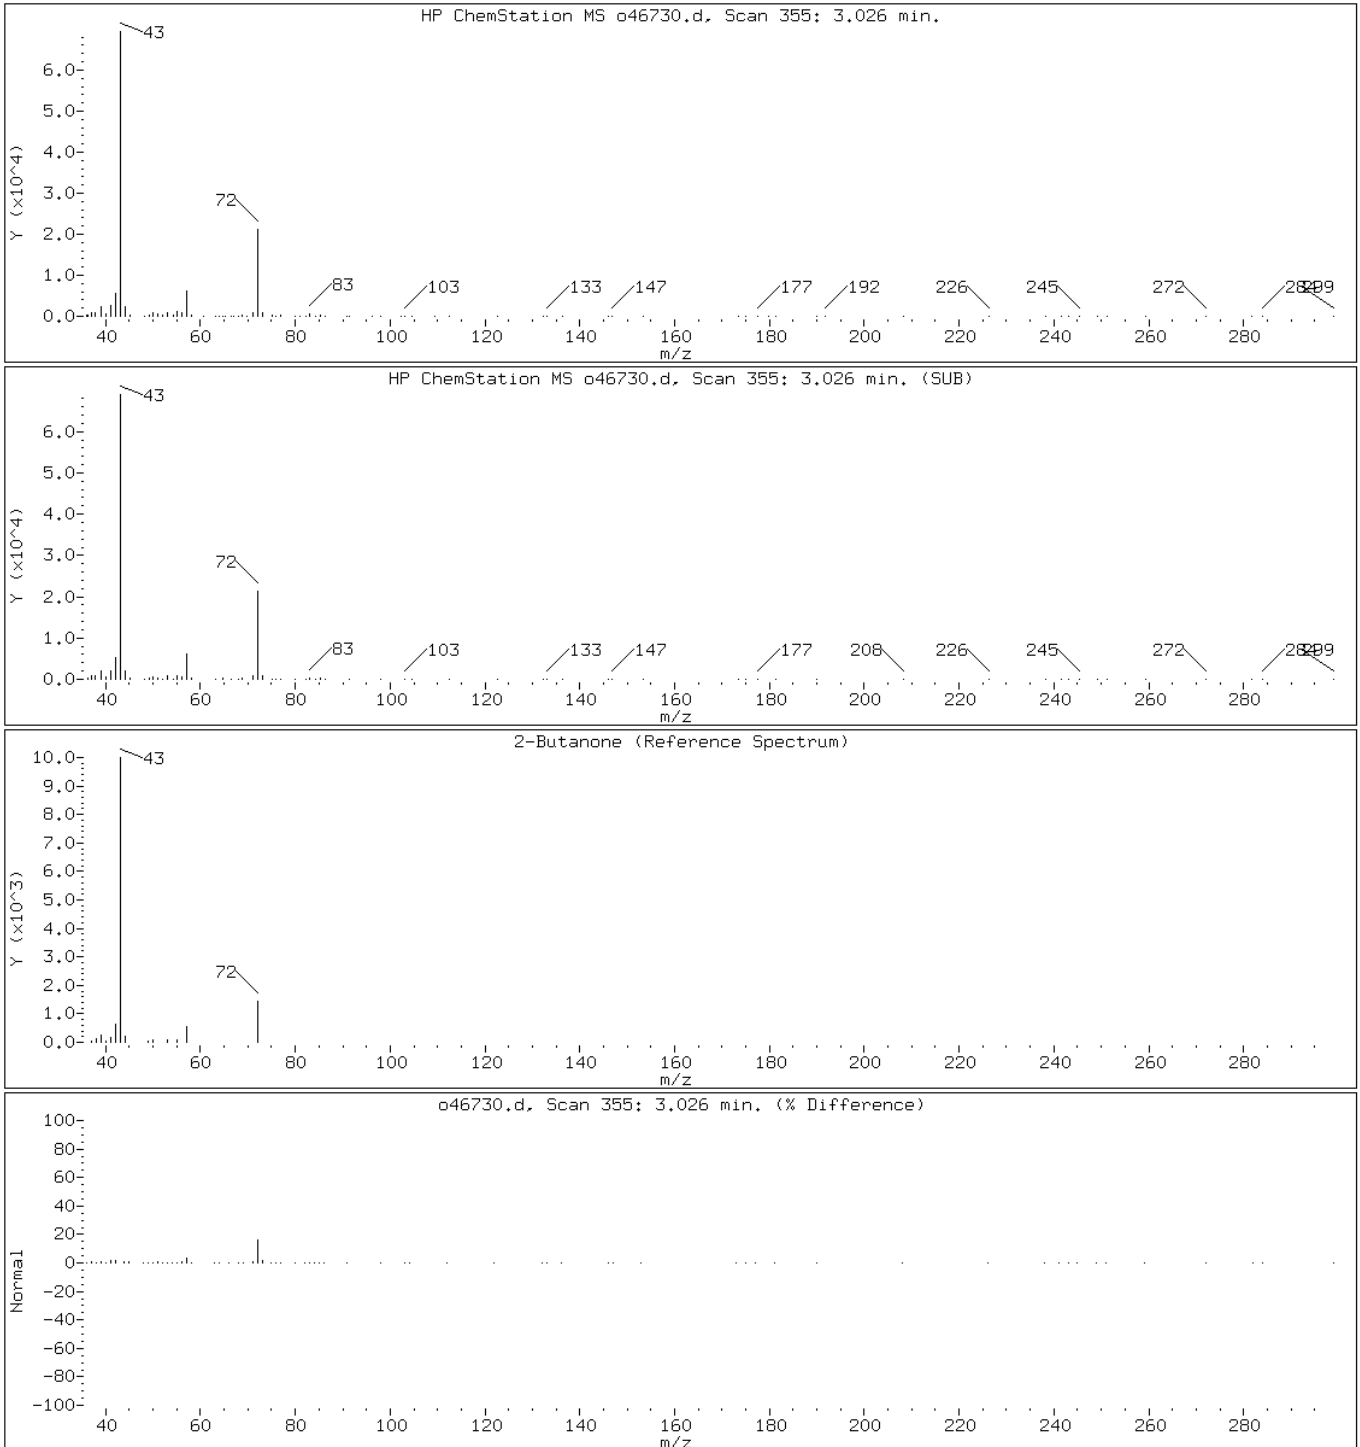 HP ChemStation MS o46730.d, Scan 355: 3.026 min.
43
6.0
5.0
4.0
3.0
2.0
1.0
0.0
Y (x10^4)
72
83 103 133 147 177 192 226 245 272 284 299
40 60 80 100 120 140 160 180 200 220 240 260 280
m/z
HP ChemStation MS o46730.d, Scan 355: 3.026 min. (SUB)
43
6.0
5.0
4.0
3.0
2.0
1.0
0.0
Y (x10^4)
72
83 103 133 147 177 208 226 245 272 284 299
40 60 80 100 120 140 160 180 200 220 240 260 280
m/z
2-Butanone (Reference Spectrum)
43
10.0
9.0
8.0
7.0
6.0
5.0
4.0
3.0
2.0
1.0
0.0
Y (x10^3)
72
40 60 80 100 120 140 160 180 200 220 240 260 280
m/z
o46730.d, Scan 355: 3.026 min. (% Difference)
100
80
60
40
20
0
-20
-40
-60
-80
-100
Normal
40 60 80 100 120 140 160 180 200 220 240 260 280
m/z